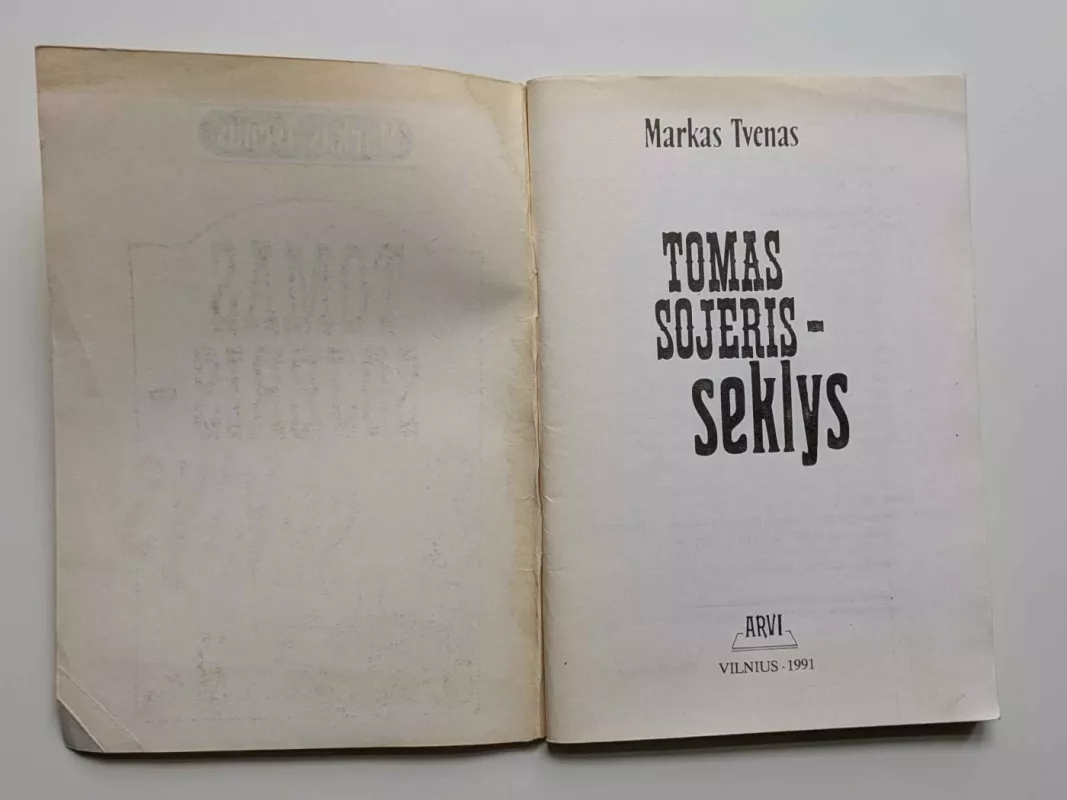 Markas Tvenas
TOMAS
SOJERIS -
seklys
ARVI
VILNIUS - 1991